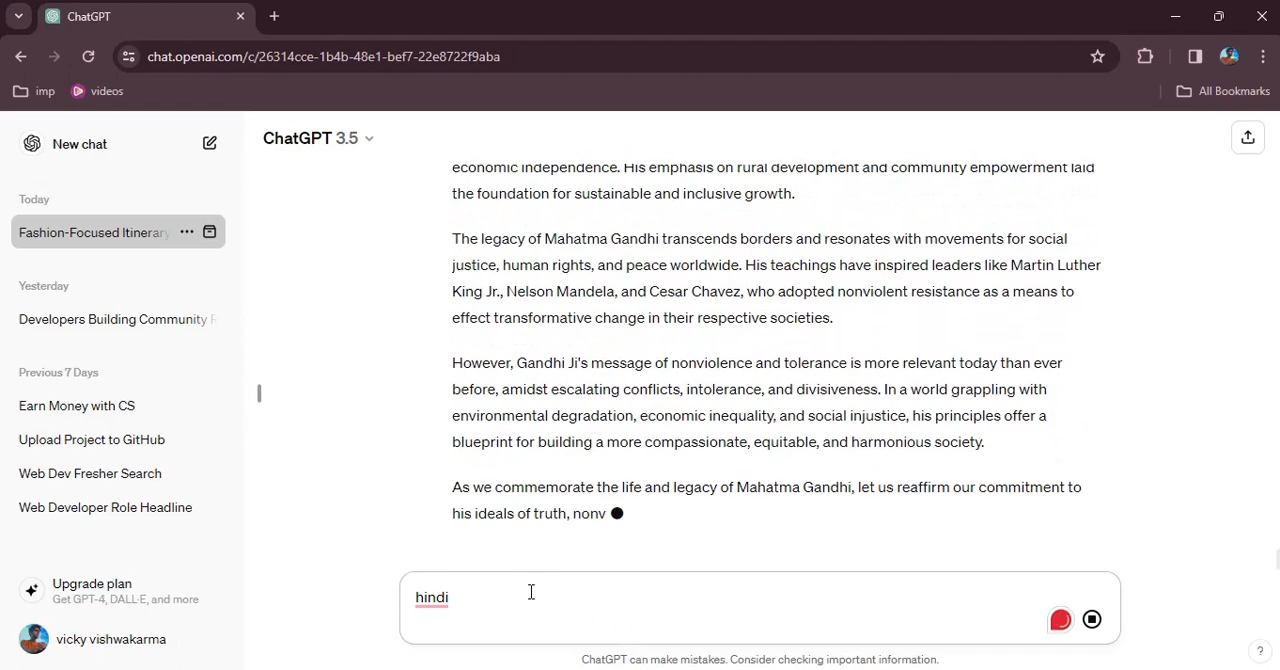 ChatGPT
chat.openai.com/c/26314cce-1b4b-48e1-bef7-22e8722f9aba
imp
videos
All Bookmarks
New chat
ChatGPT 3.5
Today
Fashion-Focused Itinerary
Yesterday
Developers Building Community
Previous 7 Days
Earn Money with CS
Upload Project to GitHub
Web Dev Fresher Search
Web Developer Role Headline
Upgrade plan
Get GPT-4, DALL·E, and more
vicky vishwakarma
economic independence. His emphasis on rural development and community empowerment laid
the foundation for sustainable and inclusive growth.
The legacy of Mahatma Gandhi transcends borders and resonates with movements for social
justice, human rights, and peace worldwide. His teachings have inspired leaders like Martin Luther
King Jr., Nelson Mandela, and Cesar Chavez, who adopted nonviolent resistance as a means to
effect transformative change in their respective societies.
However, Gandhi Ji's message of nonviolence and tolerance is more relevant today than ever
before, amidst escalating conflicts, intolerance, and divisiveness. In a world grappling with
environmental degradation, economic inequality, and social injustice, his principles offer a
blueprint for building a more compassionate, equitable, and harmonious society.
As we commemorate the life and legacy of Mahatma Gandhi, let us reaffirm our commitment to
his ideals of truth, nonv
hindi
ChatGPT can make mistakes. Consider checking important information.
?